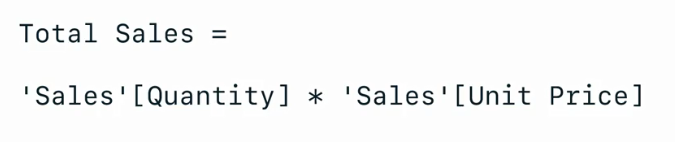 Total Sales =
'Sales'[Quantity] * 'Sales'[Unit Price]